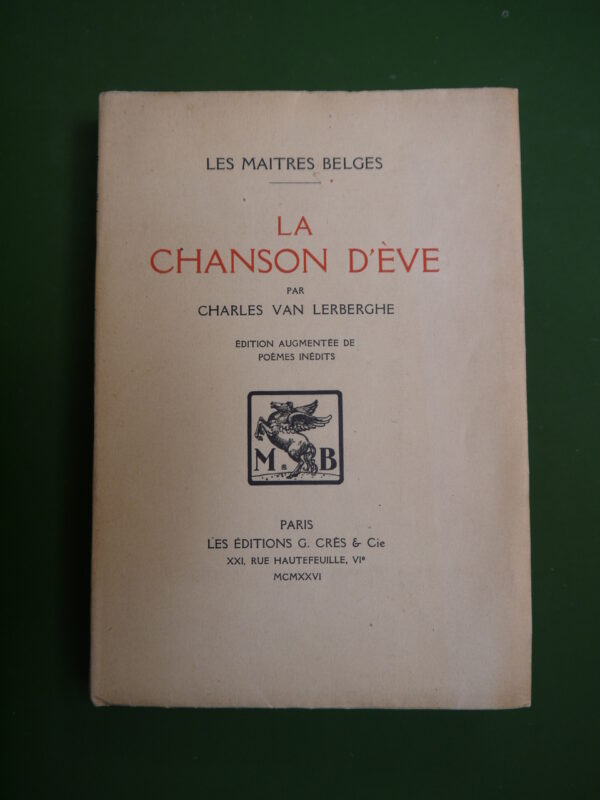 LES MAITRES BELGES
LA
CHANSON D'ÈVE
PAR
CHARLES VAN LERBERGHE
ÉDITION AUGMENTÉE DE
POÈMES INÉDITS
M & B
PARIS
LES ÉDITIONS G. CRÈS & Cie
XXI, RUE HAUTEFEUILLE, VIe
MCMXXVI